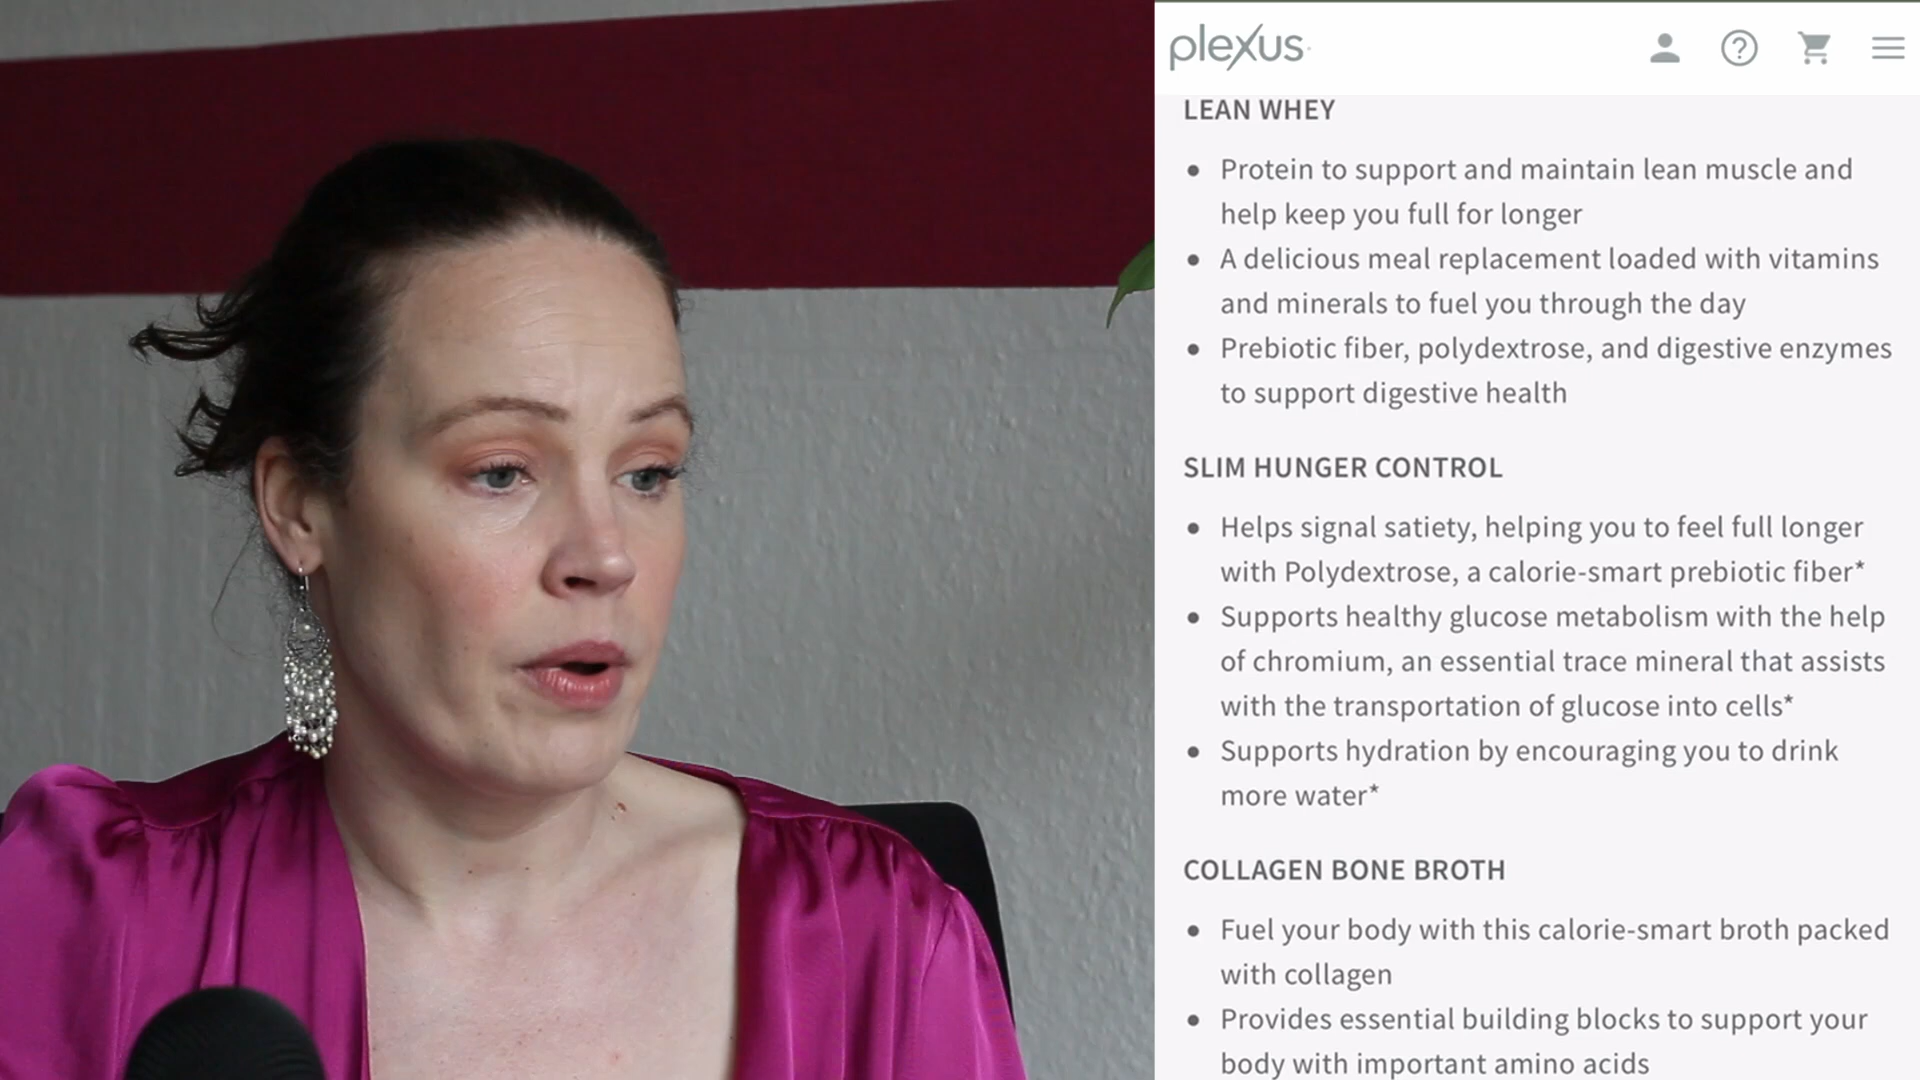 plexus
LEAN WHEY
• Protein to support and maintain lean muscle and
help keep you full for longer
• A delicious meal replacement loaded with vitamins
and minerals to fuel you through the day
• Prebiotic fiber, polydextrose, and digestive enzymes
to support digestive health
SLIM HUNGER CONTROL
• Helps signal satiety, helping you to feel full longer
with Polydextrose, a calorie-smart prebiotic fiber*
• Supports healthy glucose metabolism with the help
of chromium, an essential trace mineral that assists
with the transportation of glucose into cells*
• Supports hydration by encouraging you to drink
more water*
COLLAGEN BONE BROTH
• Fuel your body with this calorie-smart broth packed
with collagen
• Provides essential building blocks to support your
body with important amino acids